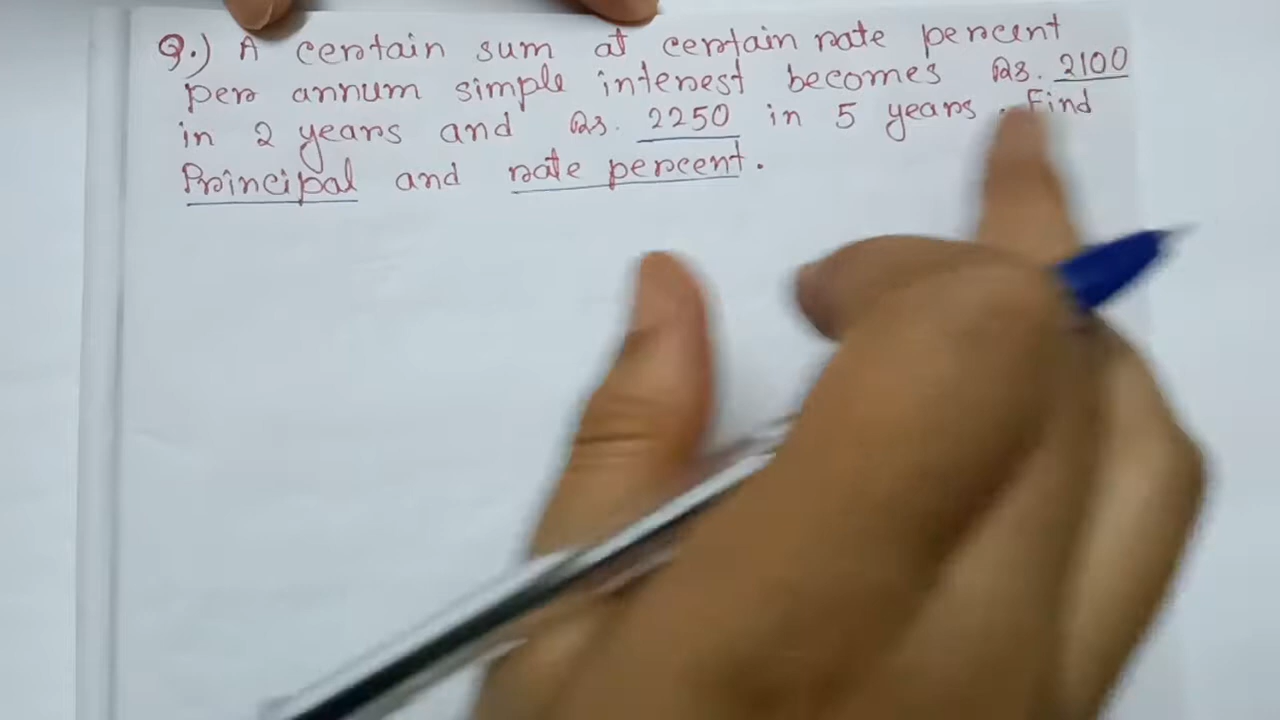 Q.) A certain sum at certain rate percent
per annum simple interest becomes Rs. 2100
in 2 years and Rs. 2250 in 5 years. Find
Principal and rate percent.